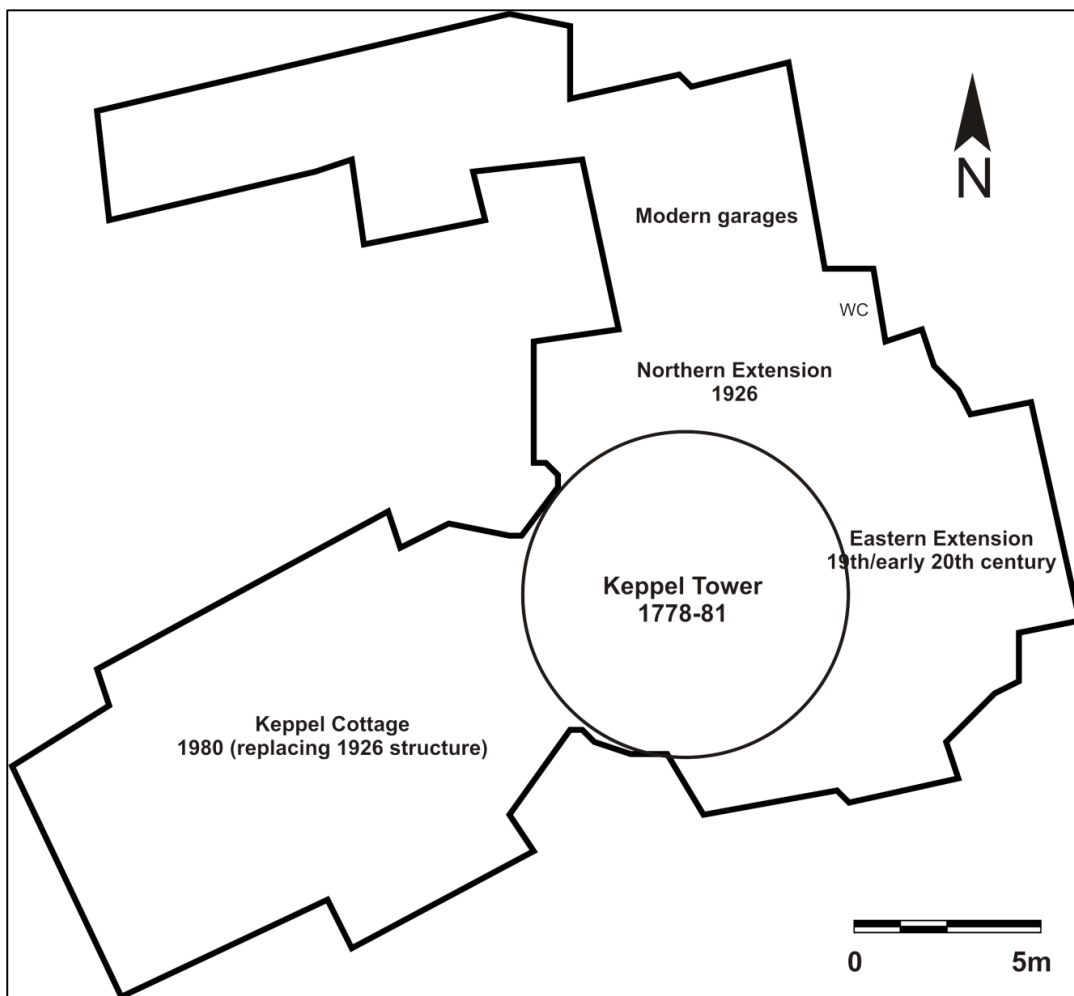 N
Modern garages
WC
Northern Extension
1926
Eastern Extension
19th/early 20th century
Keppel Tower
1778-81
Keppel Cottage
1980 (replacing 1926 structure)
0 5m